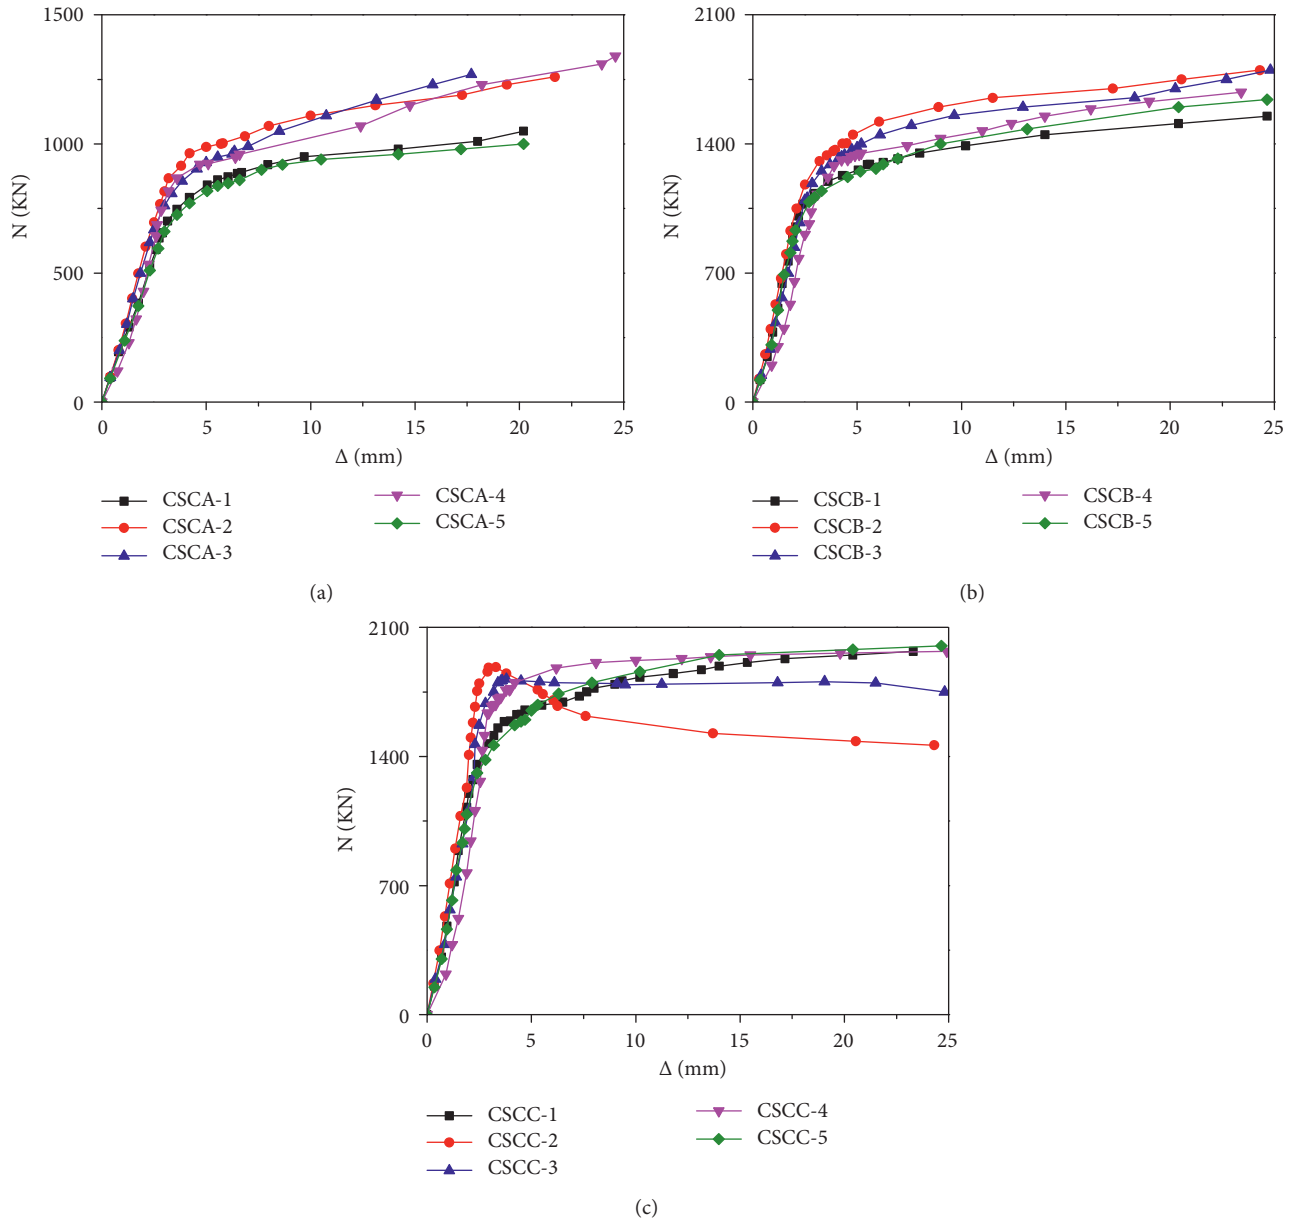 1500
1000
500
0
N (KN)
0 5 10 15 20 25
Δ (mm)
CSCA-1
CSCA-2
CSCA-3
CSCA-4
CSCA-5
(a)
2100
1400
700
0
N (KN)
0 5 10 15 20 25
Δ (mm)
CSCB-1
CSCB-2
CSCB-3
CSCB-4
CSCB-5
(b)
2100
1400
700
0
N (KN)
0 5 10 15 20 25
Δ (mm)
CSCC-1
CSCC-2
CSCC-3
CSCC-4
CSCC-5
(c)